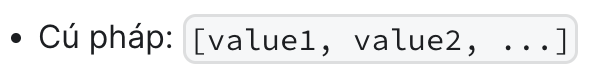 • Cú pháp: [value1, value2, ...]